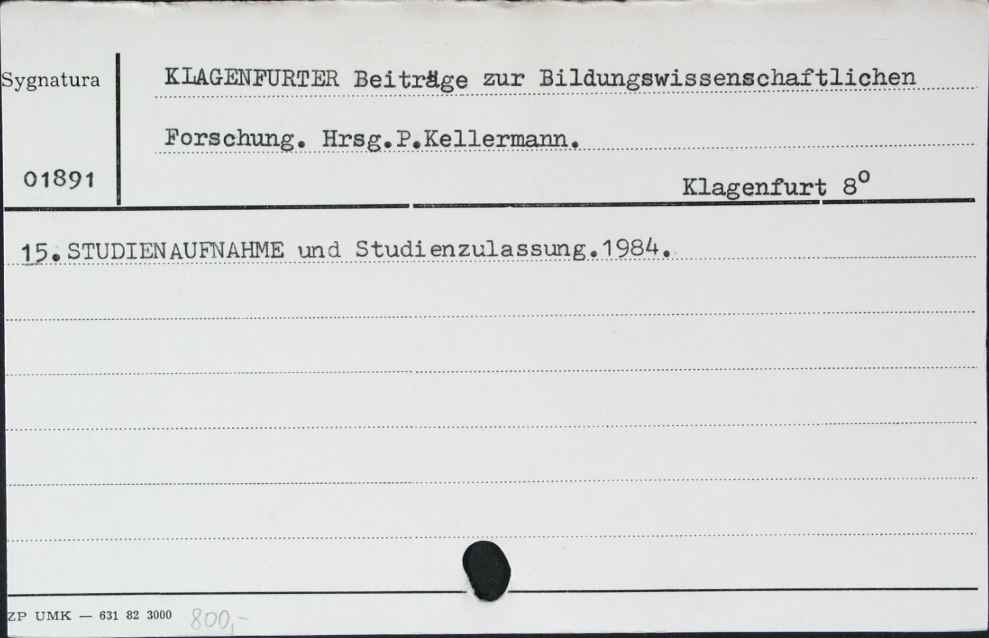 Sygnatura
KLAGENFURTER Beiträge zur Bildungswissenschaftlichen
Forschung. Hrsg.P.Kellermann.
01891
Klagenfurt 8º
15. STUDIENAUFNAHME und Studienzulassung.1984.
ZP UMK — 631 82 3000 800,-